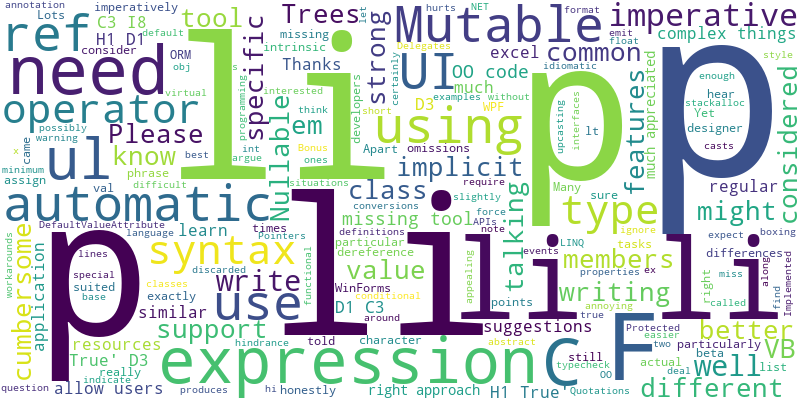 C3 I8 tool Trees Mutable imperative
annotation Lots imperatively ref missing consider specific strong excel common complex things
H1 D1 default ORM obj intrinsic Thanks UI OO code much Delegates NET format emit float let hurts idiomatic style
need li p p
operator Please Nullable em developers D3 WPF hear features much appreciated
virtual programming interested think argue short certainly examples without interfaces upcasting enough stackalloc Yet designer casts considered
possibly warning came int Bonus ones using Apart omissions lt Many regular
ul know phrase difficult situations implicit type might
minimum assign best val class talking sure
automatic DefaultValueAttribute language times Pointers learn conversions require definitions missing tool slightly force APIs particular note dereference LINQ ignore tasks boxing expect differences
workarounds cumbersome syntax write functional value writing events members properties ex annoying miss called right along find Implemented
application lines special suited base classes discarded exactly similar use p li li li
support WinForms told around D1 C3 character points suggestions true actual two easier beta particularly better VB
True' D3 resources hindrance conditional appealing abstract still typecheck OO Protected deal list
question really indicate produces allow users hi honestly expression right approach H1 True' Quotations C F well different